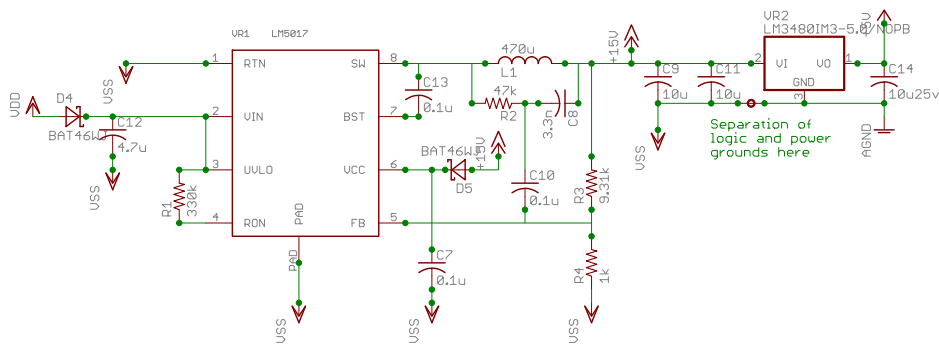 VR1
LM5017
1
RTN
VSS
2
VIN
3
UVLO
4
RON
8
SW
7
BST
6
VCC
5
FB
PAD
PAD
VSS
VDD
D4
BAT46WJ
C12
4.7u
VSS
R1
330k
C13
0.1u
470u
L1
47k
R2
3.3n
C8
BAT46WJ
D5
+15V
C10
0.1u
C7
0.1u
VSS
R3
9.31k
R4
1k
VSS
+15V
C9
10u
C11
10u
VSS
VR2
LM3480IM3-5.0/NOPB
2
VI
VO
1
GND
3
C14
10u25v
AGND
Separation of
logic and power
grounds here